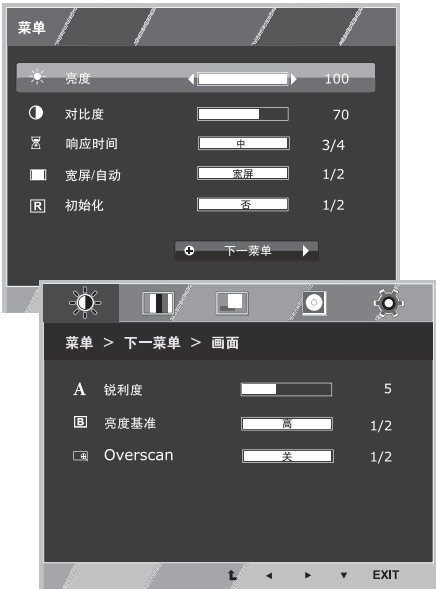 菜单
亮度 100
对比度 70
响应时间 中 3/4
宽屏/自动 宽屏 1/2
R 初始化 否 1/2
下一菜单
菜单 > 下一菜单 > 画面
A 锐利度 5
B 亮度基准 高 1/2
Overscan 关 1/2
EXIT